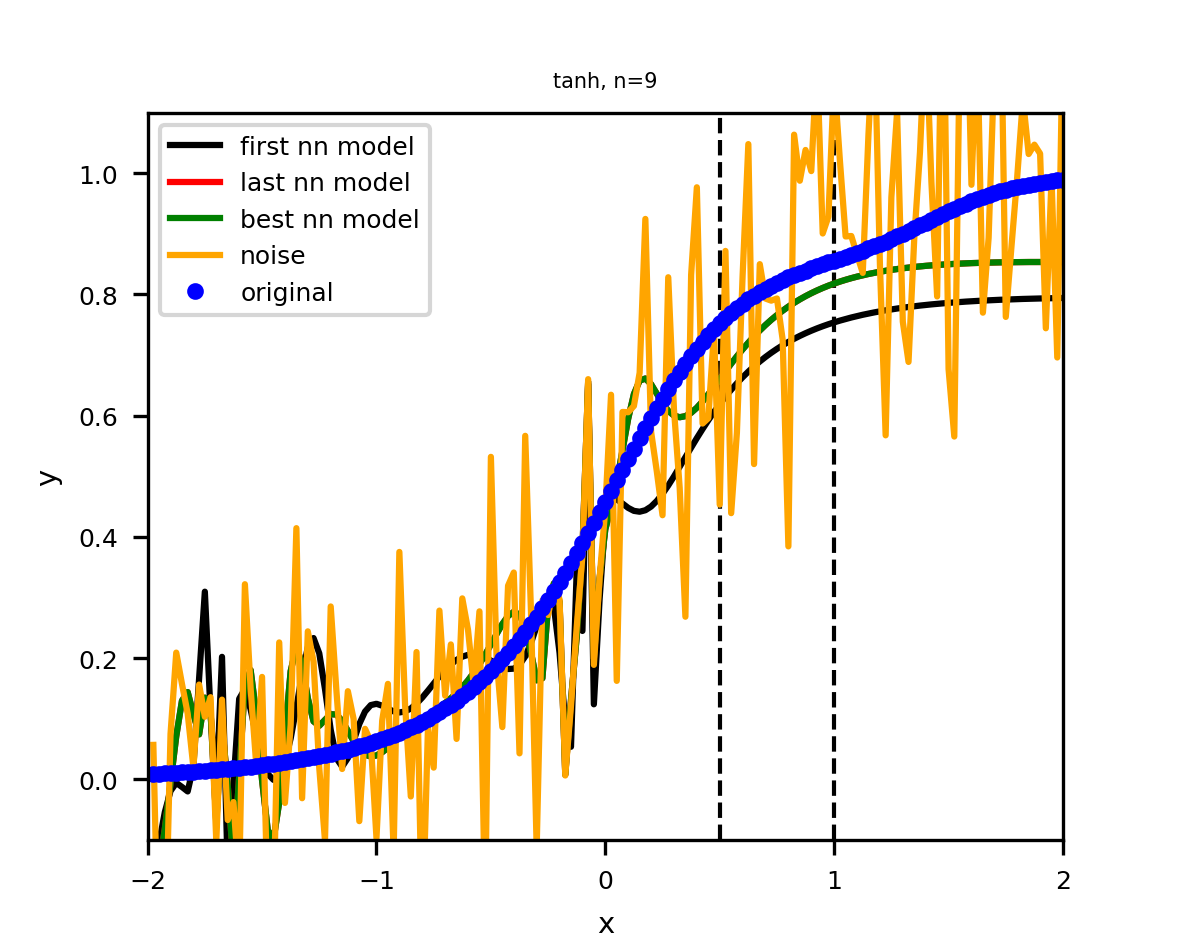 tanh, n=9
first nn model
last nn model
best nn model
noise
original
1.0
0.8
0.6
0.4
0.2
0.0
y
−2
−1
0
1
2
x